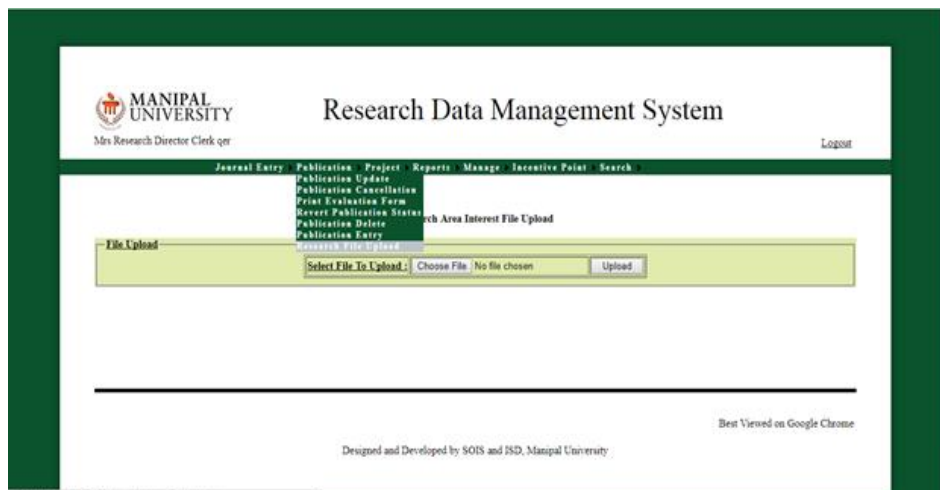 MANIPAL
UNIVERSITY
Research Data Management System
Mrs Research Director Clerk qer
Logout
Journal Entry Publication Project Reports Manage Incentive Point Search
Publication Update
Publication Cancellation
Print Evaluation Form
Revert Publication Status
rch Area Interest File Upload
Publication Delete
Publication Entry
Research File Upload
File Upload
Select File To Upload : Choose File No file chosen Upload
Best Viewed on Google Chrome
Designed and Developed by SOIS and ISD, Manipal University